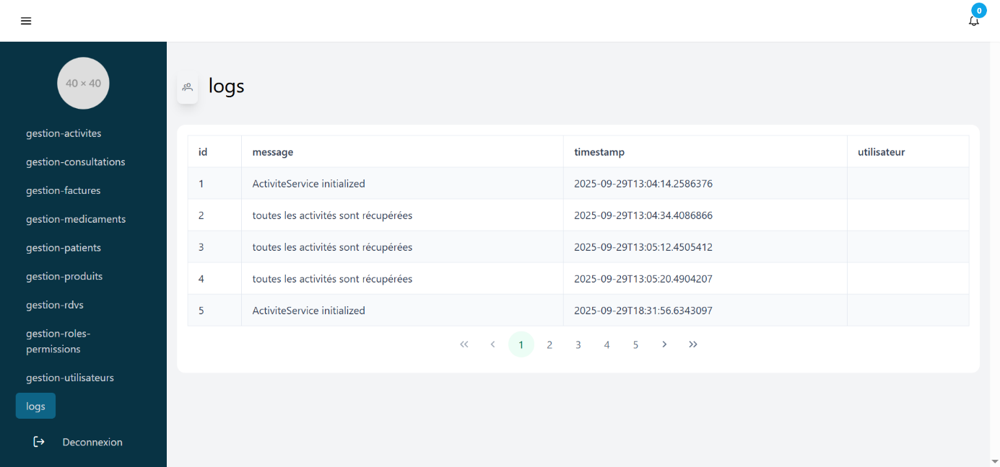 0
40 × 40
gestion-activites
gestion-consultations
gestion-factures
gestion-medicaments
gestion-patients
gestion-produits
gestion-rdvs
gestion-roles-
permissions
gestion-utilisateurs
logs
Deconnexion
logs
id message timestamp utilisateur
1 ActiviteService initialized 2025-09-29T13:04:14.2586376
2 toutes les activités sont récupérées 2025-09-29T13:04:34.4086866
3 toutes les activités sont récupérées 2025-09-29T13:05:12.4505412
4 toutes les activités sont récupérées 2025-09-29T13:05:20.4904207
5 ActiviteService initialized 2025-09-29T18:31:56.6343097
« ‹ 1 2 3 4 5 › »